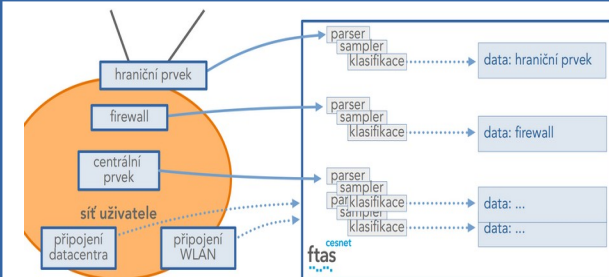 hraniční prvek
firewall
centrální
prvek
síť uživatele
připojení
datacentra
připojení
WLAN
parser
sampler
klasifikace
data: hraniční prvek
parser
sampler
klasifikace
data: firewall
parser
sampler
klasifikace
data: ...
sampler
klasifikace
data: ...
cesnet
ftas